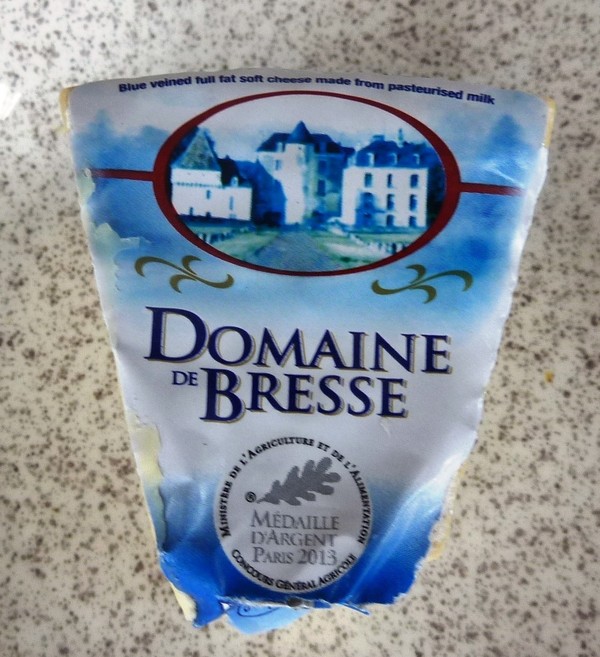 Blue veined full fat soft cheese made from pasteurised milk
DOMAINE
DE BRESSE
MINISTÈRE DE L'AGRICULTURE ET DE L'ALIMENTATION
®
MÉDAILLE
D'ARGENT
PARIS 2013
CONCOURS GÉNÉRAL AGRICOLE